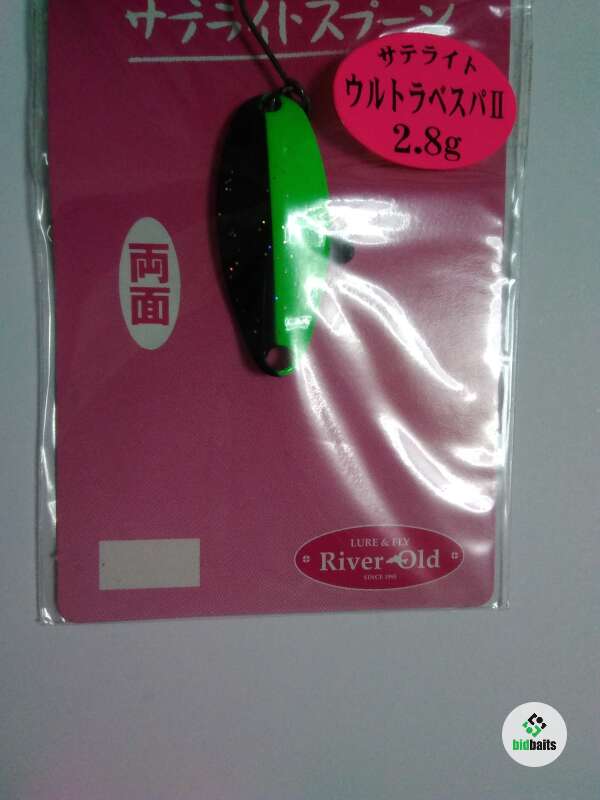 サテライトスプーン
サテライト
ウルトラベスパII
2.8g
両面
LURE & FLY
River Old
SINCE 1993
bidbaits